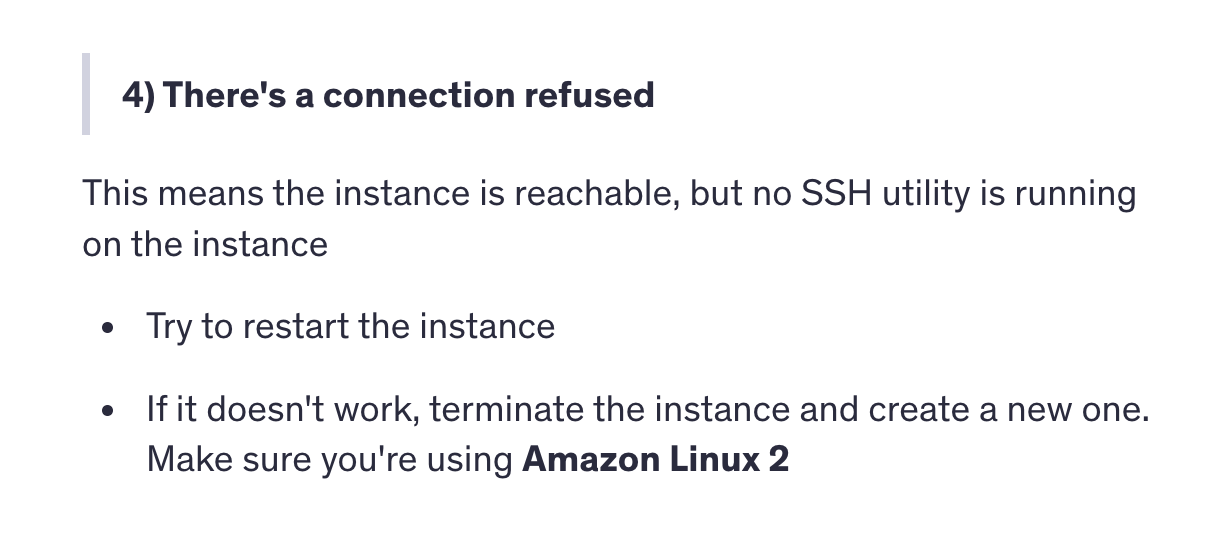 4) There's a connection refused
This means the instance is reachable, but no SSH utility is running
on the instance
• Try to restart the instance
• If it doesn't work, terminate the instance and create a new one.
Make sure you're using Amazon Linux 2